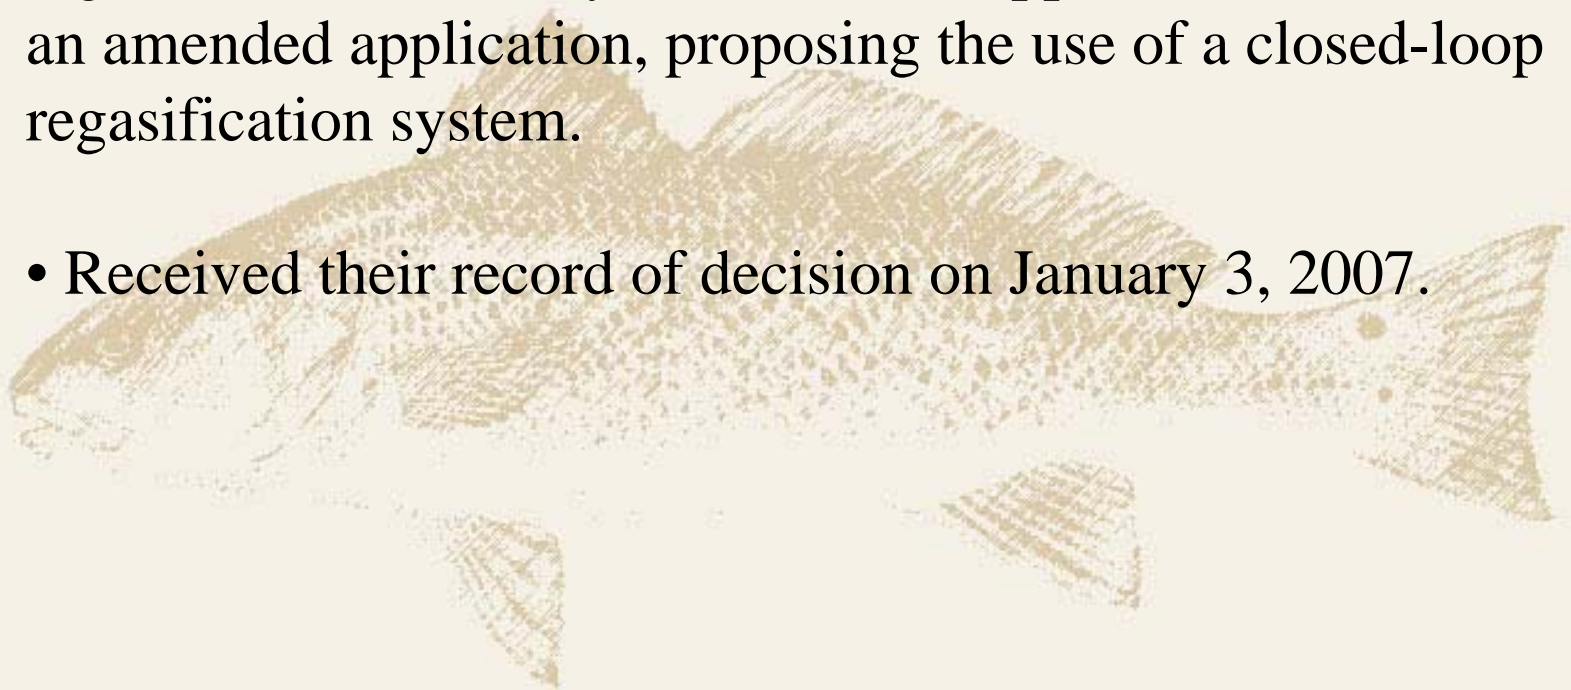 an amended application, proposing the use of a closed-loop
regasification system.
• Received their record of decision on January 3, 2007.